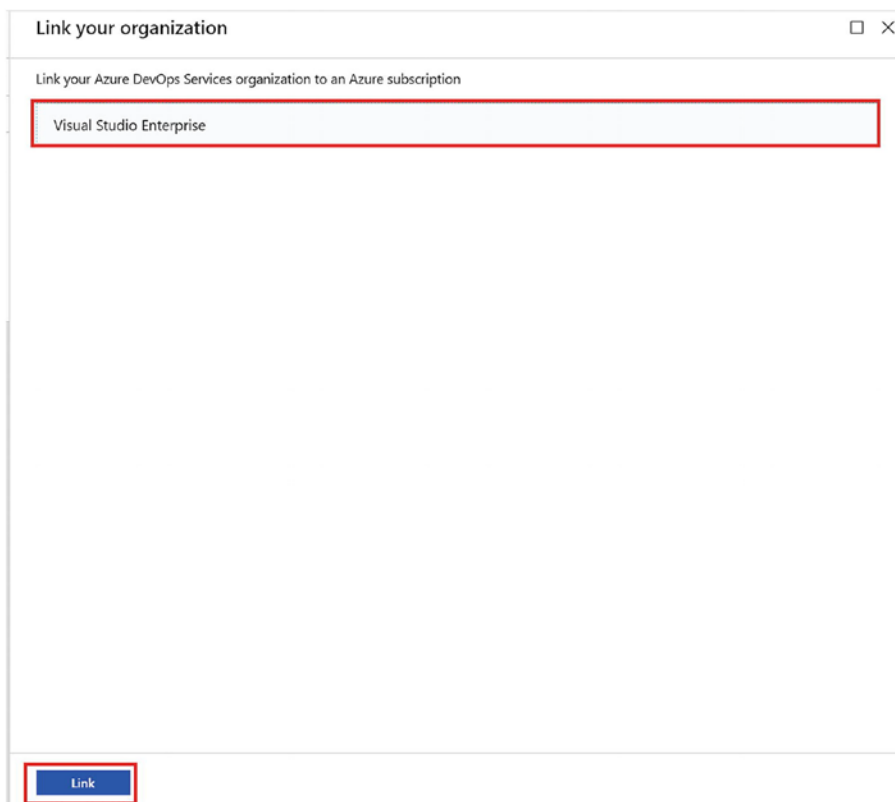 Link your organization
Link your Azure DevOps Services organization to an Azure subscription
Visual Studio Enterprise
Link